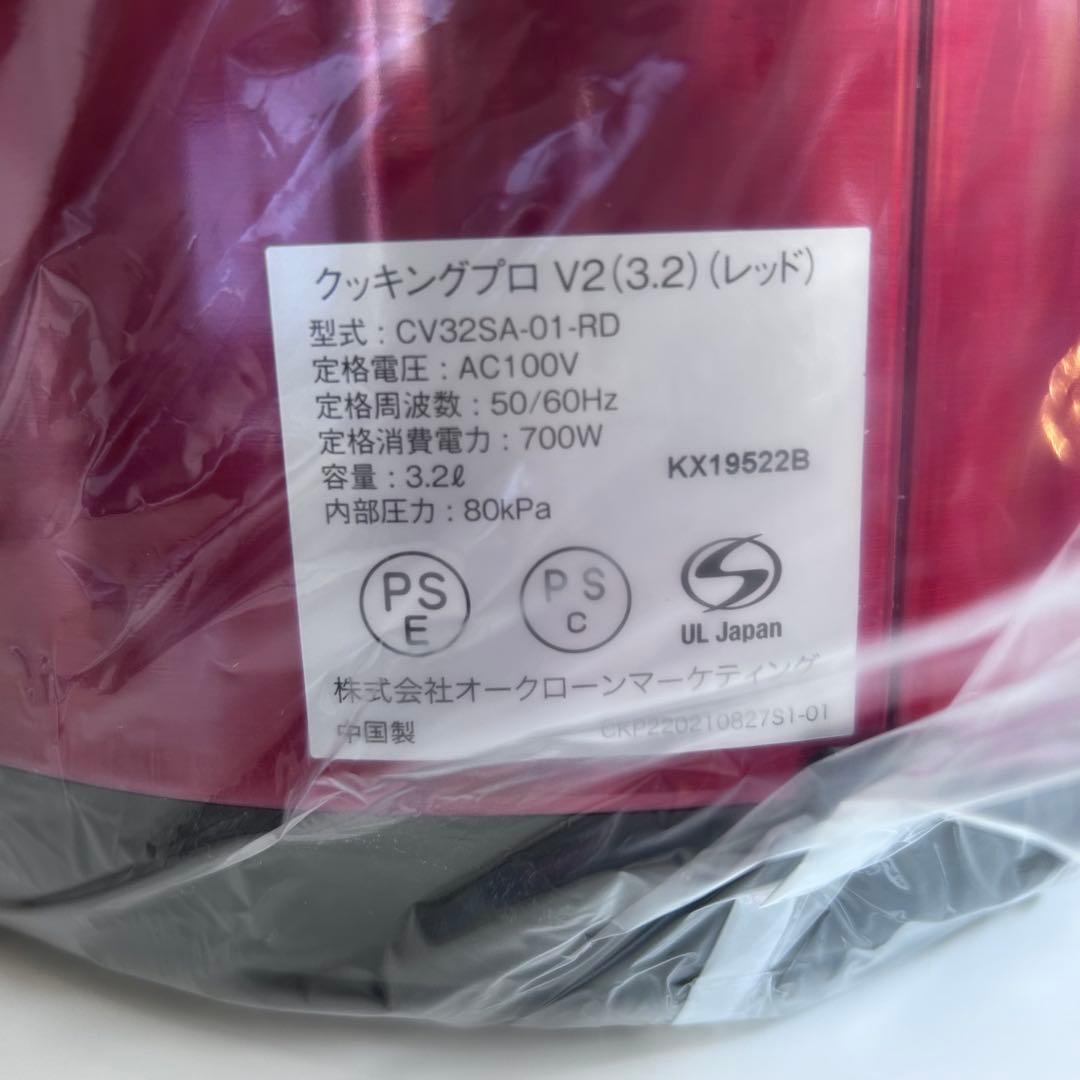 クッキングプロ V2(3.2)(レッド)
型式：CV32SA-01-RD
定格電圧：AC100V
定格周波数：50/60Hz
定格消費電力：700W
容量：3.2ℓ
KX19522B
内部圧力：80kPa
PS
E
PS
C
S
UL Japan
株式会社オークローンマーケティング
中国製
CKP220210827S1-01